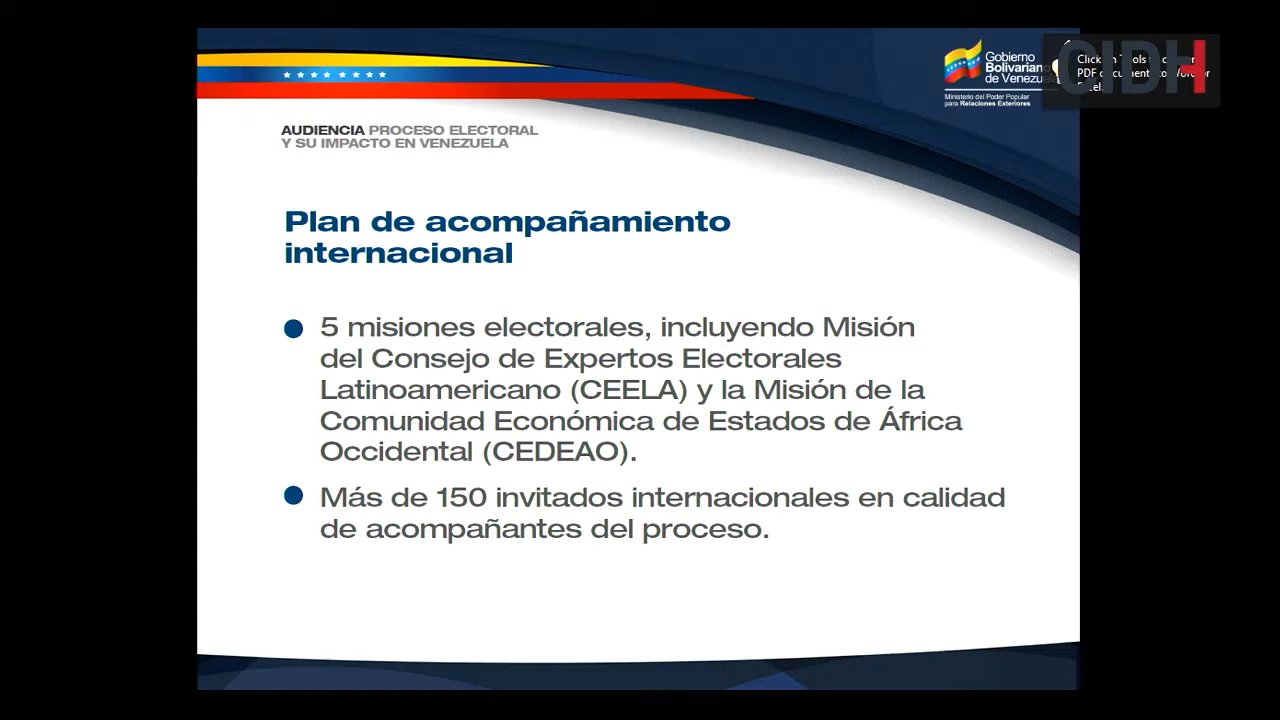 Gobierno
Bolivariano
de Venezuela
Ministerio del Poder Popular
para Relaciones Exteriores
CIDH
AUDIENCIA PROCESO ELECTORAL
Y SU IMPACTO EN VENEZUELA
Plan de acompañamiento
internacional
5 misiones electorales, incluyendo Misión
del Consejo de Expertos Electorales
Latinoamericano (CEELA) y la Misión de la
Comunidad Económica de Estados de África
Occidental (CEDEAO).
Más de 150 invitados internacionales en calidad
de acompañantes del proceso.